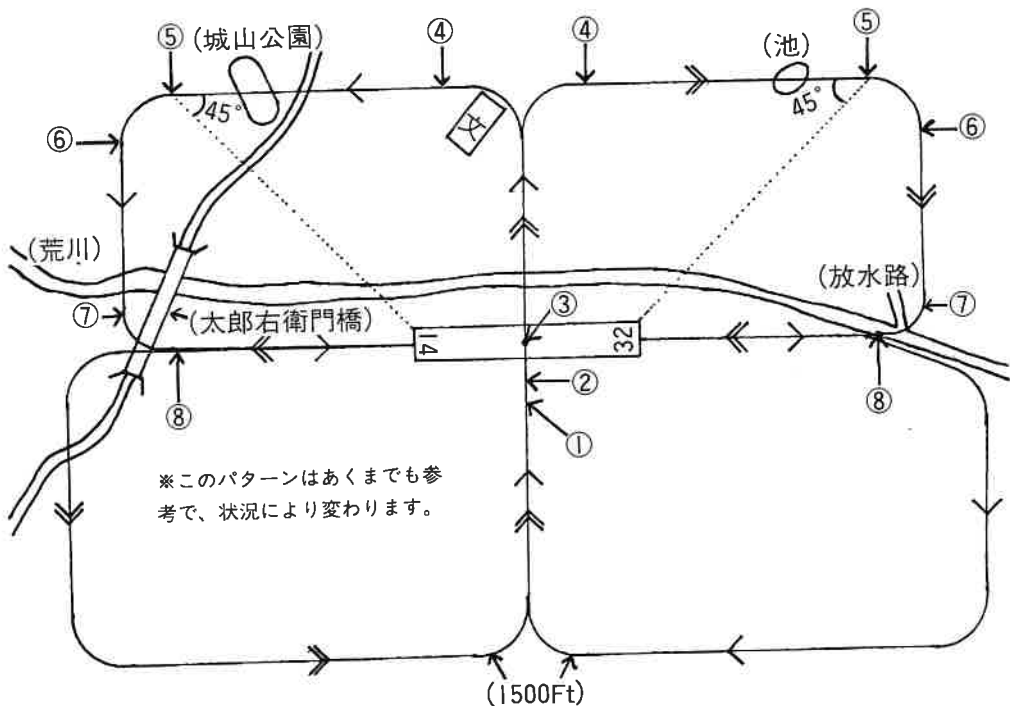 ⑤ (城山公園) ④ ④ (池) ⑤
45° 文 45°
⑥ ⑥
(荒川) (放水路)
⑦ (太郎右衛門橋) ③ ⑦
14 32
⑧ ② ⑧
①
※このパターンはあくまでも参
考で、状況により変わります。
(1500Ft)